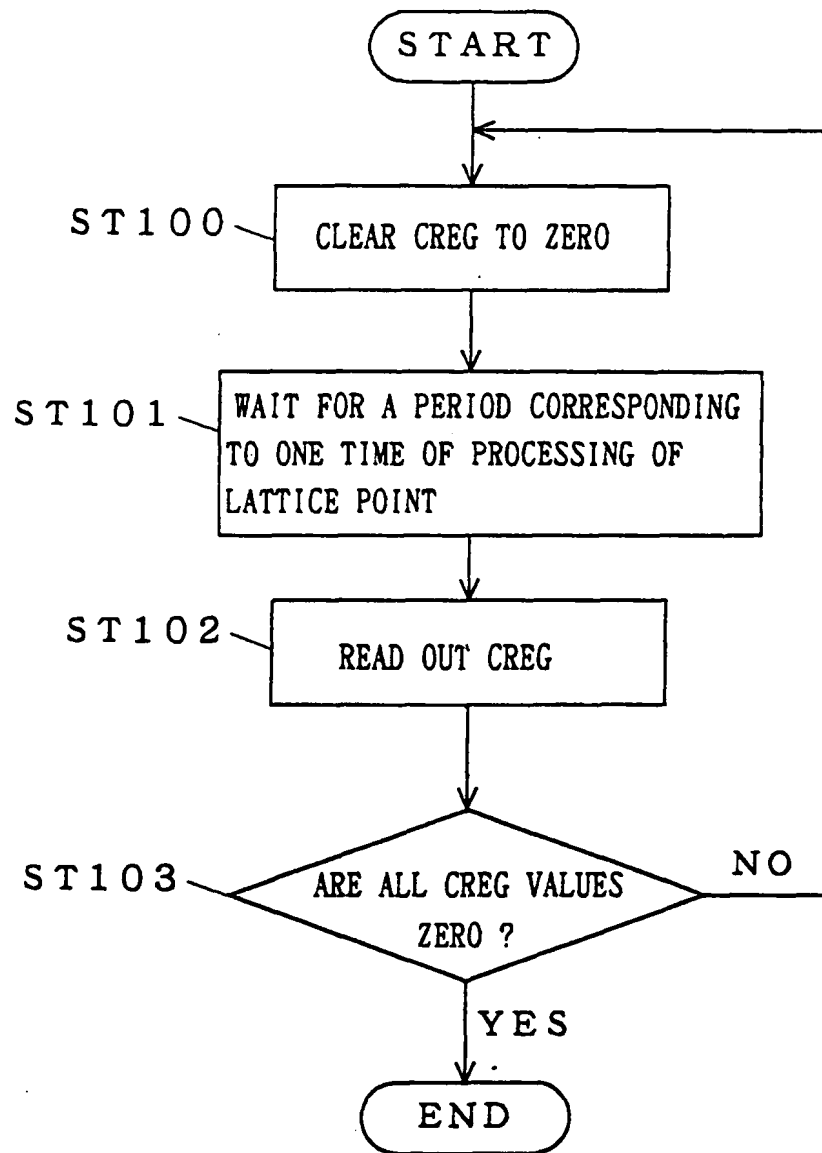 START
ST100
CLEAR CREG TO ZERO
ST101
WAIT FOR A PERIOD CORRESPONDING
TO ONE TIME OF PROCESSING OF
LATTICE POINT
ST102
READ OUT CREG
ST103
ARE ALL CREG VALUES
ZERO ?
NO
YES
END